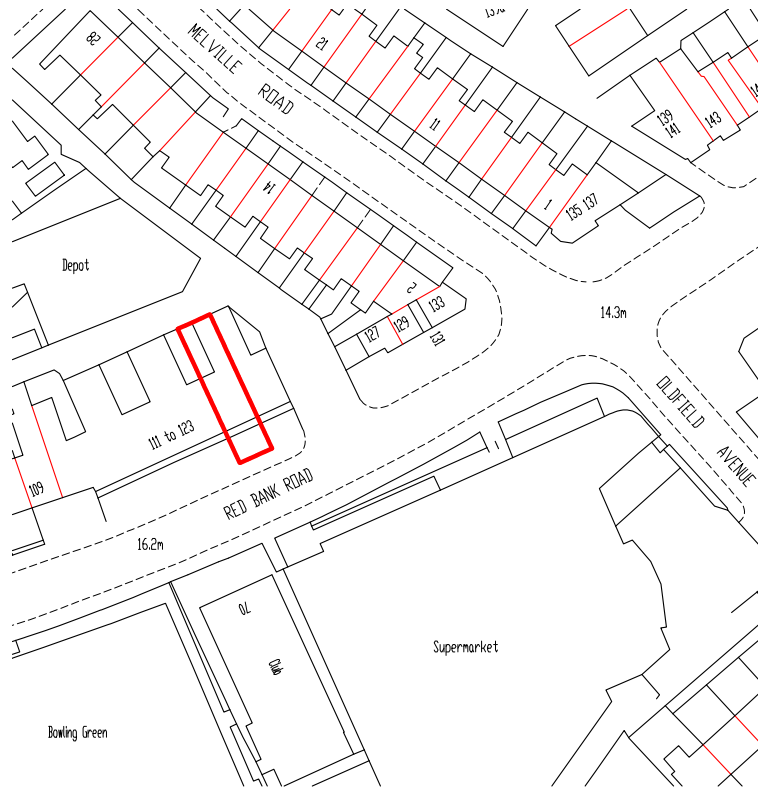 28
MELVILLE
ROAD
21
11
1
139
141
143
135 137
14
2
Depot
127
129
131
133
14.3m
OLDFIELD
AVENUE
111 to 123
109
RED BANK ROAD
16.2m
70
Club
Supermarket
Bowling Green